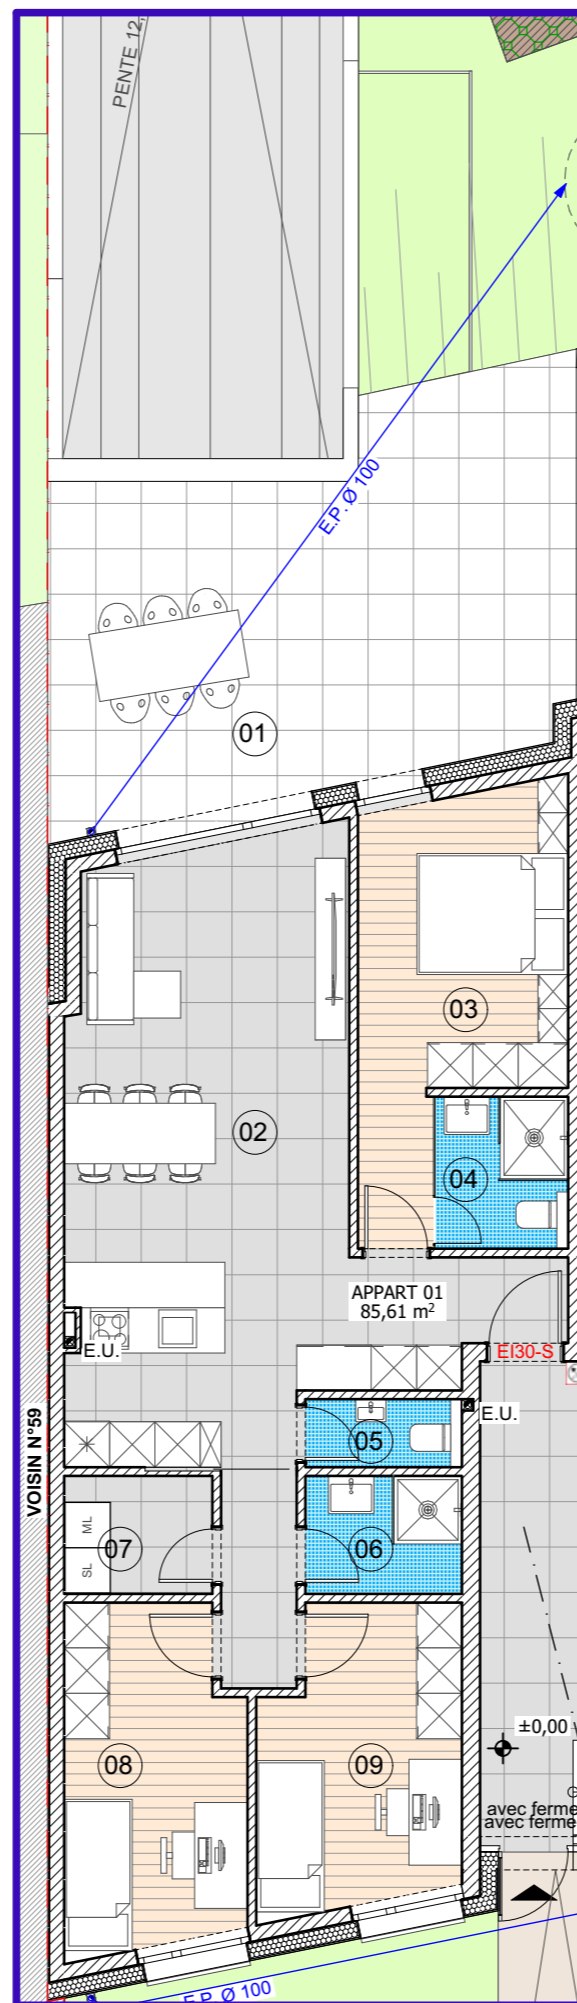 PENTE 12,
E.P. Ø 100
01
03
02
04
APPART 01
85,61 m²
EI30-S
E.U.
E.U.
05
VOISIN N°59
ML
07
06
SL
±0,00
08
09
avec ferme
avec ferme
E.P. Ø 100